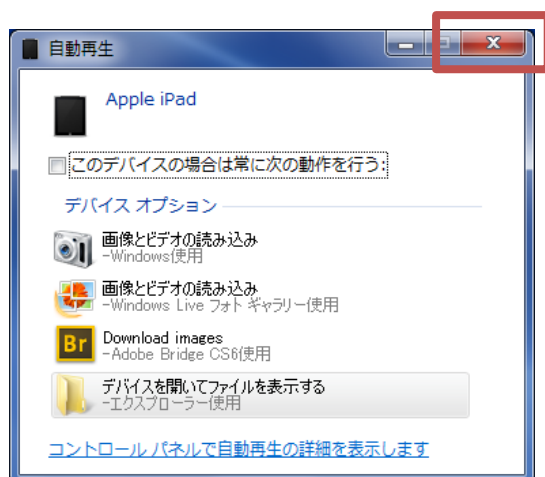 自動再生
Apple iPad
このデバイスの場合は常に次の動作を行う:
デバイス オプション
画像とビデオの読み込み
-Windows使用
画像とビデオの読み込み
-Windows Live フォト ギャラリー使用
Br
Download images
-Adobe Bridge CS6使用
デバイスを開いてファイルを表示する
-エクスプローラー使用
コントロール パネルで自動再生の詳細を表示します